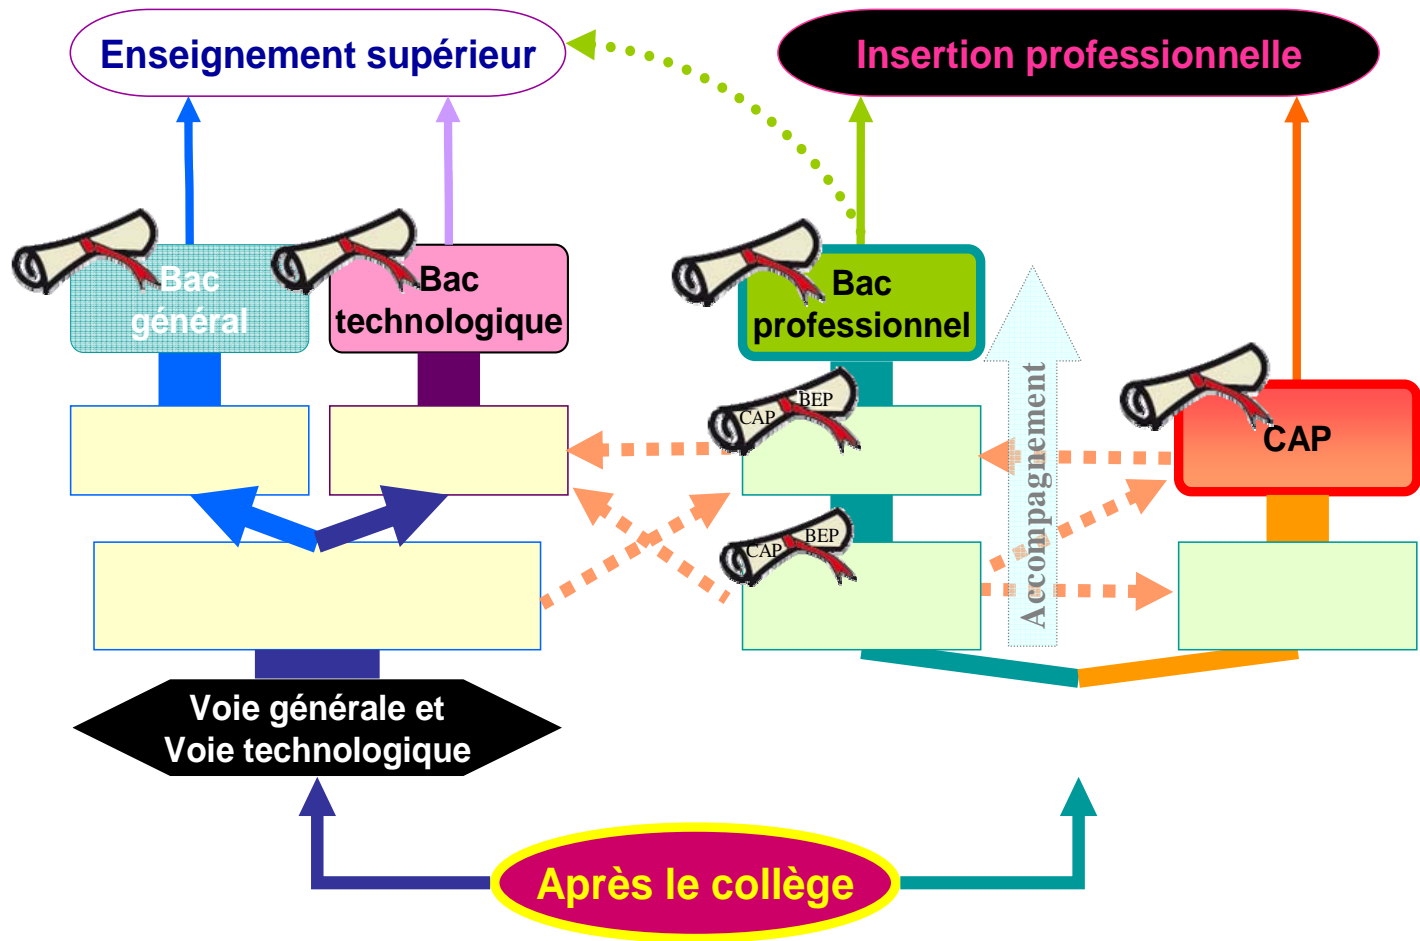 Enseignement supérieur
Insertion professionnelle
Bac
général
Bac
technologique
Bac
professionnel
CAP BEP
Accompagnement
CAP
CAP BEP
Voie générale et
Voie technologique
Après le collège